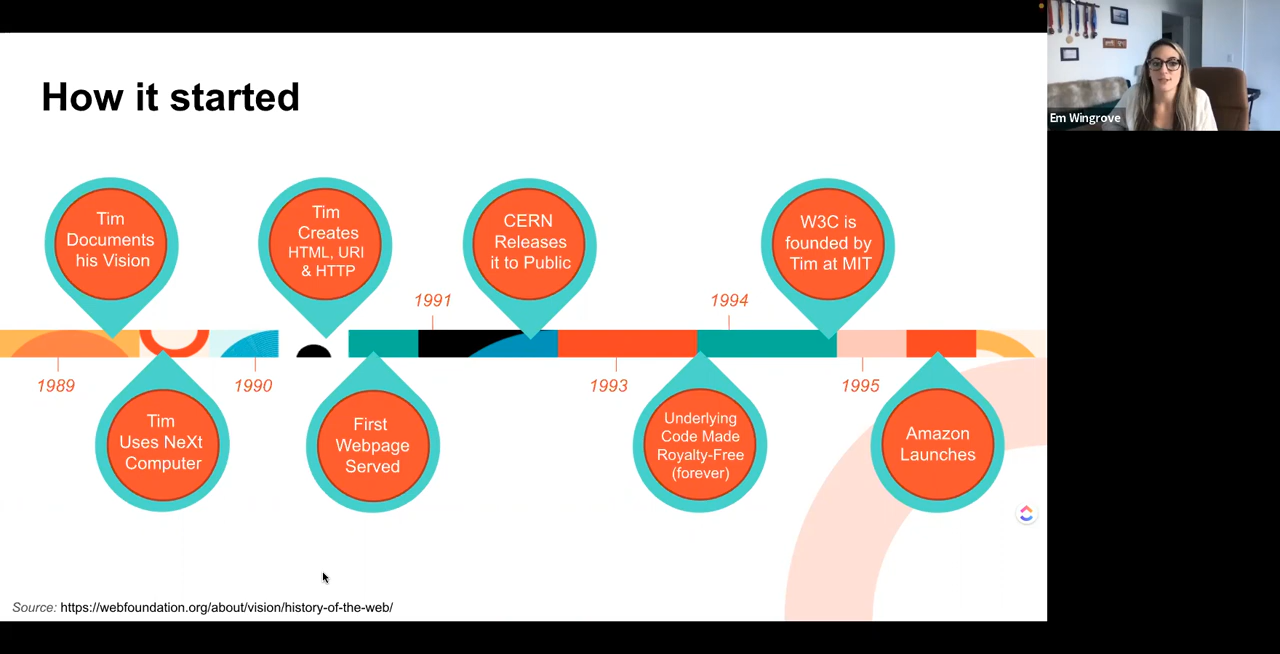 How it started
Em Wingrove
Tim
Documents
his Vision
Tim
Creates
HTML, URI
& HTTP
CERN
Releases
it to Public
W3C is
founded by
Tim at MIT
1991
1994
1989
1990
1993
1995
Tim
Uses NeXt
Computer
First
Webpage
Served
Underlying
Code Made
Royalty-Free
(forever)
Amazon
Launches
Source: https://webfoundation.org/about/vision/history-of-the-web/